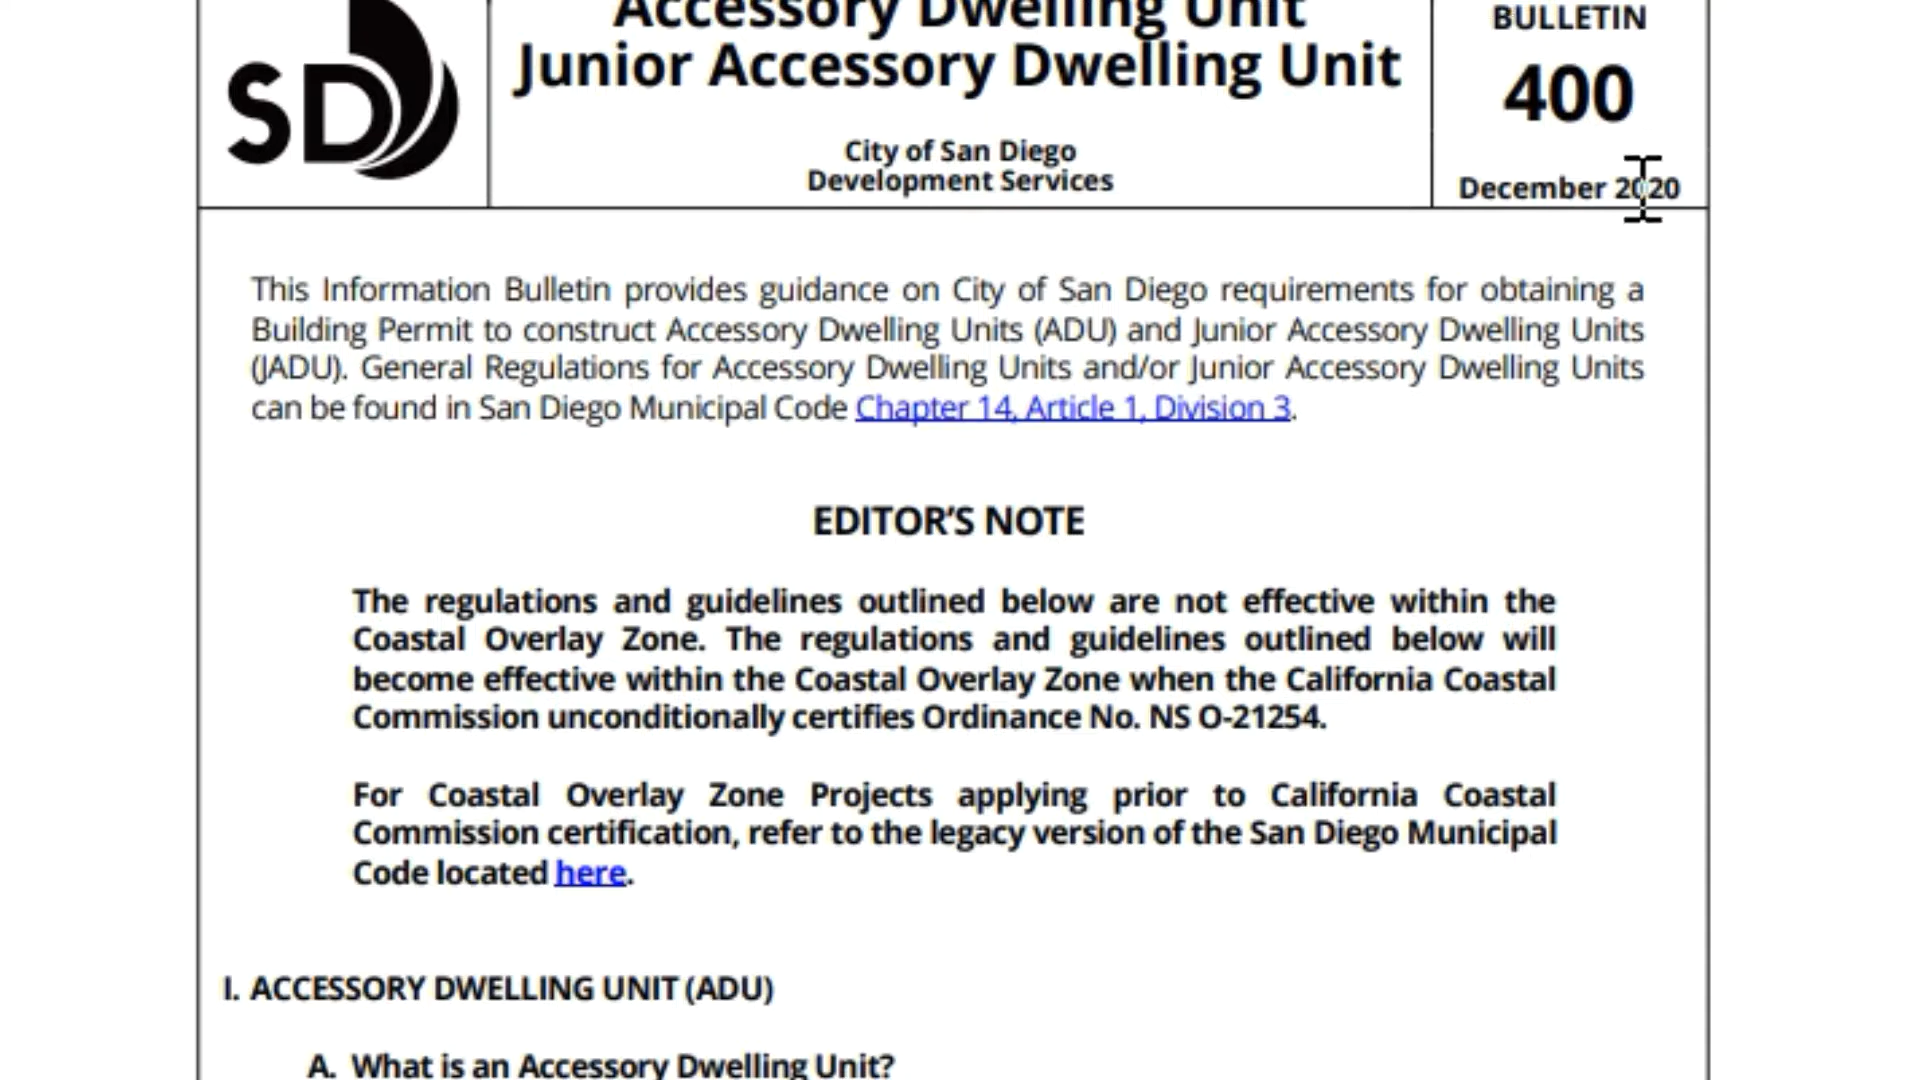 SD
Accessory Dwelling Unit
Junior Accessory Dwelling Unit
City of San Diego
Development Services
BULLETIN
400
December 2020
This Information Bulletin provides guidance on City of San Diego requirements for obtaining a
Building Permit to construct Accessory Dwelling Units (ADU) and Junior Accessory Dwelling Units
(JADU). General Regulations for Accessory Dwelling Units and/or Junior Accessory Dwelling Units
can be found in San Diego Municipal Code Chapter 14, Article 1, Division 3.
EDITOR'S NOTE
The regulations and guidelines outlined below are not effective within the
Coastal Overlay Zone. The regulations and guidelines outlined below will
become effective within the Coastal Overlay Zone when the California Coastal
Commission unconditionally certifies Ordinance No. NS O-21254.
For Coastal Overlay Zone Projects applying prior to California Coastal
Commission certification, refer to the legacy version of the San Diego Municipal
Code located here.
I. ACCESSORY DWELLING UNIT (ADU)
A. What is an Accessory Dwelling Unit?